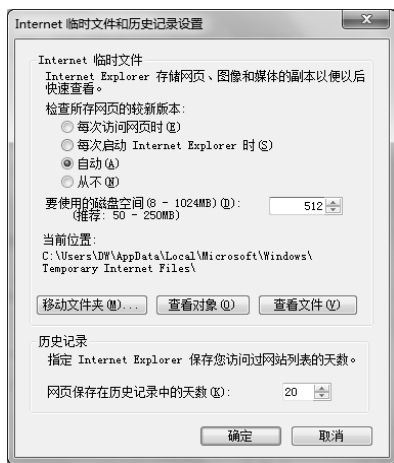 Internet 临时文件和历史记录设置
Internet 临时文件
Internet Explorer 存储网页、图像和媒体的副本以便以后
快速查看。
检查所存网页的较新版本:
每次访问网页时(E)
每次启动 Internet Explorer 时(S)
自动(A)
从不(N)
要使用的磁盘空间(8 - 1024MB)(D): 512
(推荐: 50 - 250MB)
当前位置:
C:\Users\DW\AppData\Local\Microsoft\Windows\
Temporary Internet Files\
移动文件夹(M)... 查看对象(O) 查看文件(V)
历史记录
指定 Internet Explorer 保存您访问过网站列表的天数。
网页保存在历史记录中的天数(K): 20
确定 取消